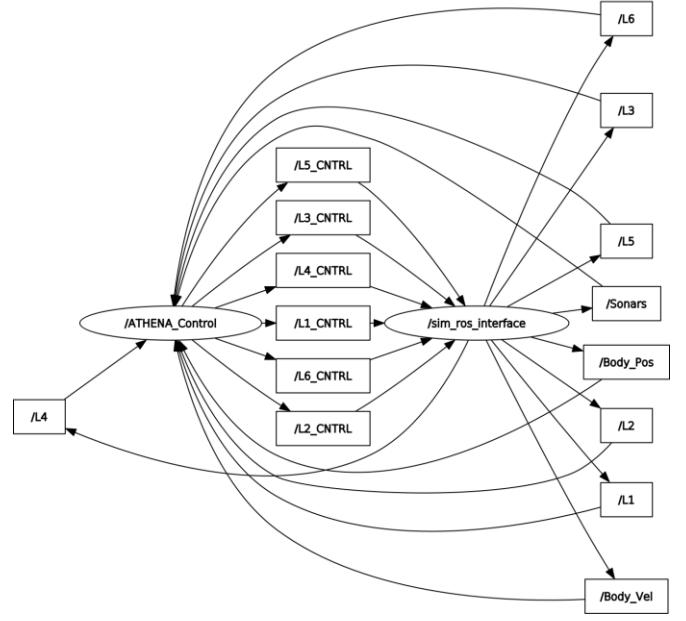 /L6
/L3
/L5_CNTRL
/L3_CNTRL
/L5
/L4_CNTRL
/Sonars
/ATHENA_Control
/L1_CNTRL
/sim_ros_interface
/Body_Pos
/L6_CNTRL
/L4
/L2_CNTRL
/L2
/L1
/Body_Vel